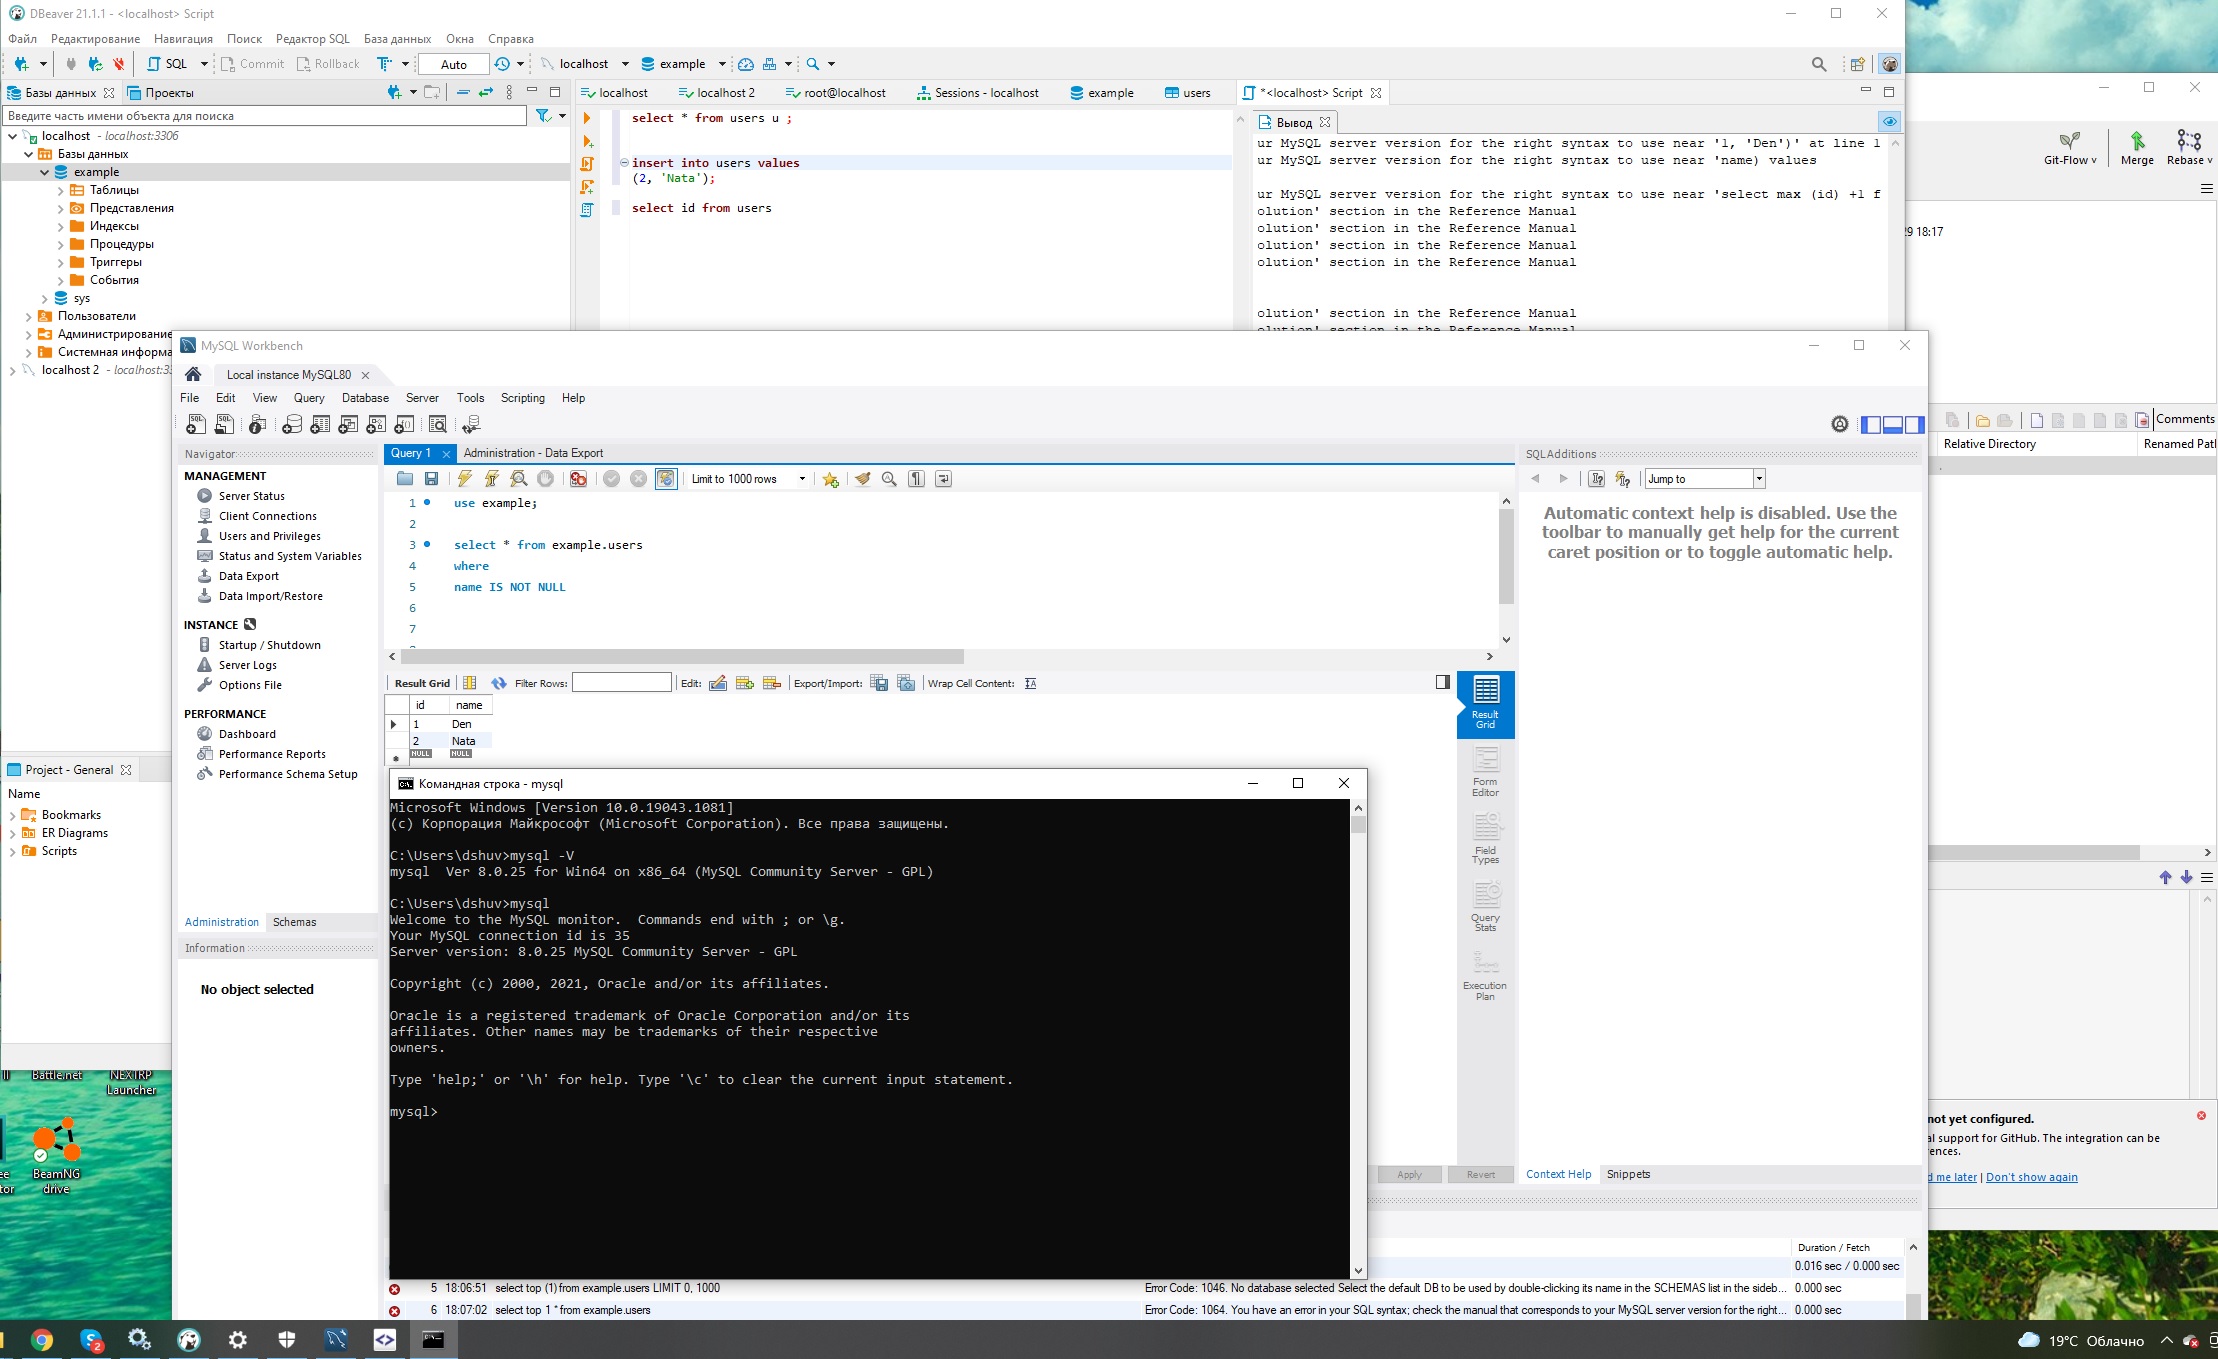 DBeaver 21.1.1 - <localhost> Script
Файл Редактирование Навигация Поиск Редактор SQL База данных Окна Справка
SQL Commit Rollback Auto localhost example
Базы данных Проекты
Введите часть имени объекта для поиска
localhost - localhost:3306
Базы данных
example
Таблицы
Представления
Индексы
Процедуры
Триггеры
События
sys
Пользователи
Администрирование
Системная информа
localhost 2 - localhost:33
Project - General
Name
Bookmarks
ER Diagrams
Scripts
localhost localhost 2 root@localhost Sessions - localhost example users *<localhost> Script
select * from users u ;
insert into users values
(2, 'Nata');
select id from users
Вывод
ur MySQL server version for the right syntax to use near '1, 'Den')' at line 1
ur MySQL server version for the right syntax to use near 'name) values
ur MySQL server version for the right syntax to use near 'select max (id) +1 f
olution' section in the Reference Manual
olution' section in the Reference Manual
olution' section in the Reference Manual
olution' section in the Reference Manual
olution' section in the Reference Manual
olution' section in the Reference Manual
Git-Flow Merge Rebase
29 18:17
Comments
Relative Directory Renamed Patl
.
MySQL Workbench
Local instance MySQL80
File Edit View Query Database Server Tools Scripting Help
Navigator
MANAGEMENT
Server Status
Client Connections
Users and Privileges
Status and System Variables
Data Export
Data Import/Restore
INSTANCE
Startup / Shutdown
Server Logs
Options File
PERFORMANCE
Dashboard
Performance Reports
Performance Schema Setup
Administration Schemas
Information
No object selected
Query 1 Administration - Data Export
Limit to 1000 rows
1 use example;
2
3 select * from example.users
4 where
5 name IS NOT NULL
6
7
Result Grid Filter Rows: Edit: Export/Import: Wrap Cell Content:
id name
1 Den
2 Nata
NULL NULL
Result Grid
Form Editor
Field Types
Query Stats
Execution Plan
SQLAdditions
Jump to
Automatic context help is disabled. Use the
toolbar to manually get help for the current
caret position or to toggle automatic help.
Командная строка - mysql
Microsoft Windows [Version 10.0.19043.1081]
(c) Корпорация Майкрософт (Microsoft Corporation). Все права защищены.
C:\Users\dshuv>mysql -V
mysql  Ver 8.0.25 for Win64 on x86_64 (MySQL Community Server - GPL)
C:\Users\dshuv>mysql
Welcome to the MySQL monitor.  Commands end with ; or \g.
Your MySQL connection id is 35
Server version: 8.0.25 MySQL Community Server - GPL
Copyright (c) 2000, 2021, Oracle and/or its affiliates.
Oracle is a registered trademark of Oracle Corporation and/or its
affiliates. Other names may be trademarks of their respective
owners.
Type 'help;' or '\h' for help. Type '\c' to clear the current input statement.
mysql>
Apply Revert
Context Help Snippets
Duration / Fetch
0.016 sec / 0.000 sec
5 18:06:51 select top (1) from example.users LIMIT 0, 1000 Error Code: 1046. No database selected Select the default DB to be used by double-clicking its name in the SCHEMAS list in the sideb... 0.000 sec
6 18:07:02 select top 1 * from example.users Error Code: 1064. You have an error in your SQL syntax; check the manual that corresponds to your MySQL server version for the right... 0.000 sec
not yet configured.
al support for GitHub. The integration can be
ences.
d me later | Don't show again
Battle.net
NEXTRP
Launcher
BeamNG
drive
ee
tor
2
19°C Облачно